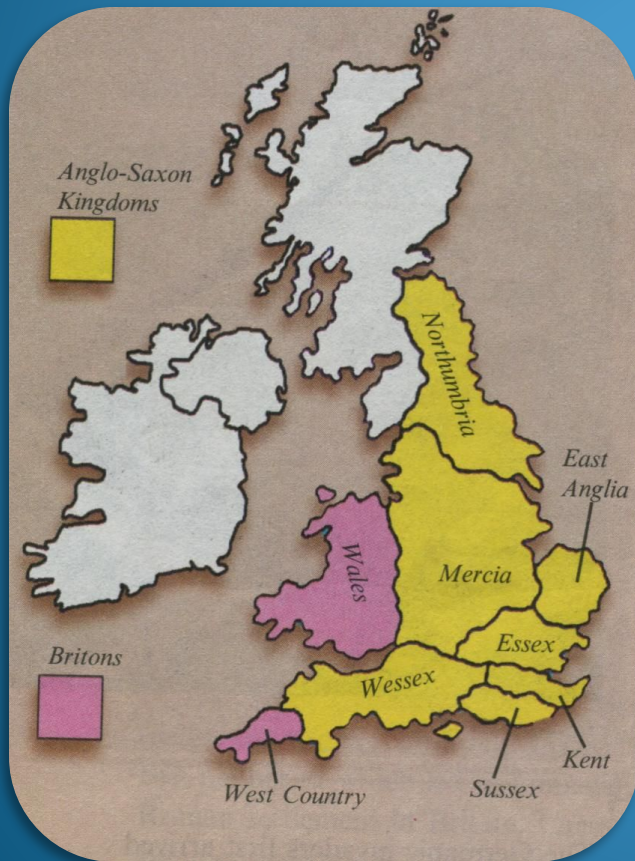 Anglo-Saxon
Kingdoms
Northumbria
East
Anglia
Wales
Mercia
Essex
Britons
Wessex
Kent
West Country
Sussex